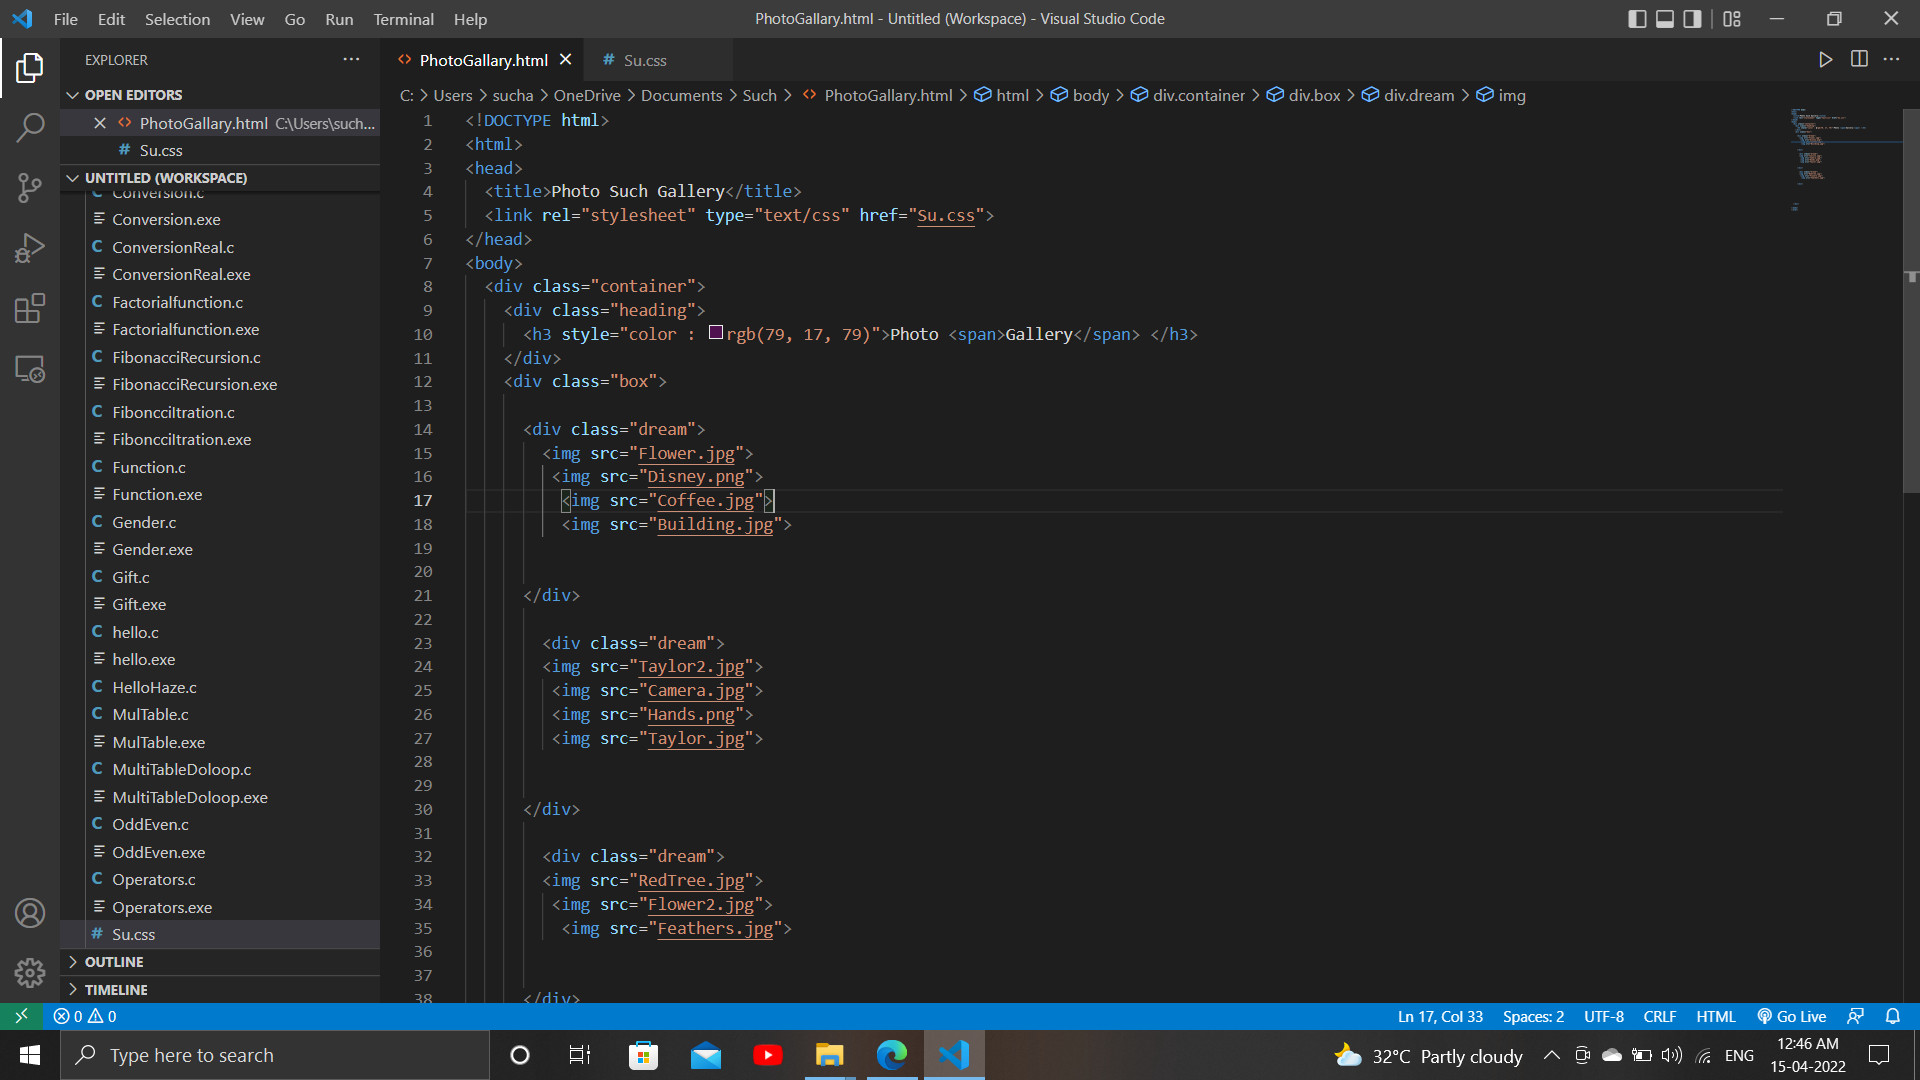 File Edit Selection View Go Run Terminal Help
PhotoGallary.html - Untitled (Workspace) - Visual Studio Code
EXPLORER
OPEN EDITORS
PhotoGallary.html C:\Users\such...
Su.css
UNTITLED (WORKSPACE)
Conversion.c
Conversion.exe
ConversionReal.c
ConversionReal.exe
Factorialfunction.c
Factorialfunction.exe
FibonacciRecursion.c
FibonacciRecursion.exe
FiboncciItration.c
FiboncciItration.exe
Function.c
Function.exe
Gender.c
Gender.exe
Gift.c
Gift.exe
hello.c
hello.exe
HelloHaze.c
MulTable.c
MulTable.exe
MultiTableDoloop.c
MultiTableDoloop.exe
OddEven.c
OddEven.exe
Operators.c
Operators.exe
Su.css
OUTLINE
TIMELINE
PhotoGallary.html Su.css
C: > Users > sucha > OneDrive > Documents > Such > PhotoGallary.html > html > body > div.container > div.box > div.dream > img
1 <!DOCTYPE html>
2 <html>
3 <head>
4 <title>Photo Such Gallery</title>
5 <link rel="stylesheet" type="text/css" href="Su.css">
6 </head>
7 <body>
8 <div class="container">
9 <div class="heading">
10 <h3 style="color : rgb(79, 17, 79)">Photo <span>Gallery</span> </h3>
11 </div>
12 <div class="box">
13
14 <div class="dream">
15 <img src="Flower.jpg">
16 <img src="Disney.png">
17 <img src="Coffee.jpg">
18 <img src="Building.jpg">
19
20
21 </div>
22
23 <div class="dream">
24 <img src="Taylor2.jpg">
25 <img src="Camera.jpg">
26 <img src="Hands.png">
27 <img src="Taylor.jpg">
28
29
30 </div>
31
32 <div class="dream">
33 <img src="RedTree.jpg">
34 <img src="Flower2.jpg">
35 <img src="Feathers.jpg">
36
37
38 </div>
0 0
Ln 17, Col 33 Spaces: 2 UTF-8 CRLF HTML Go Live
Type here to search
32°C Partly cloudy
ENG
12:46 AM
15-04-2022